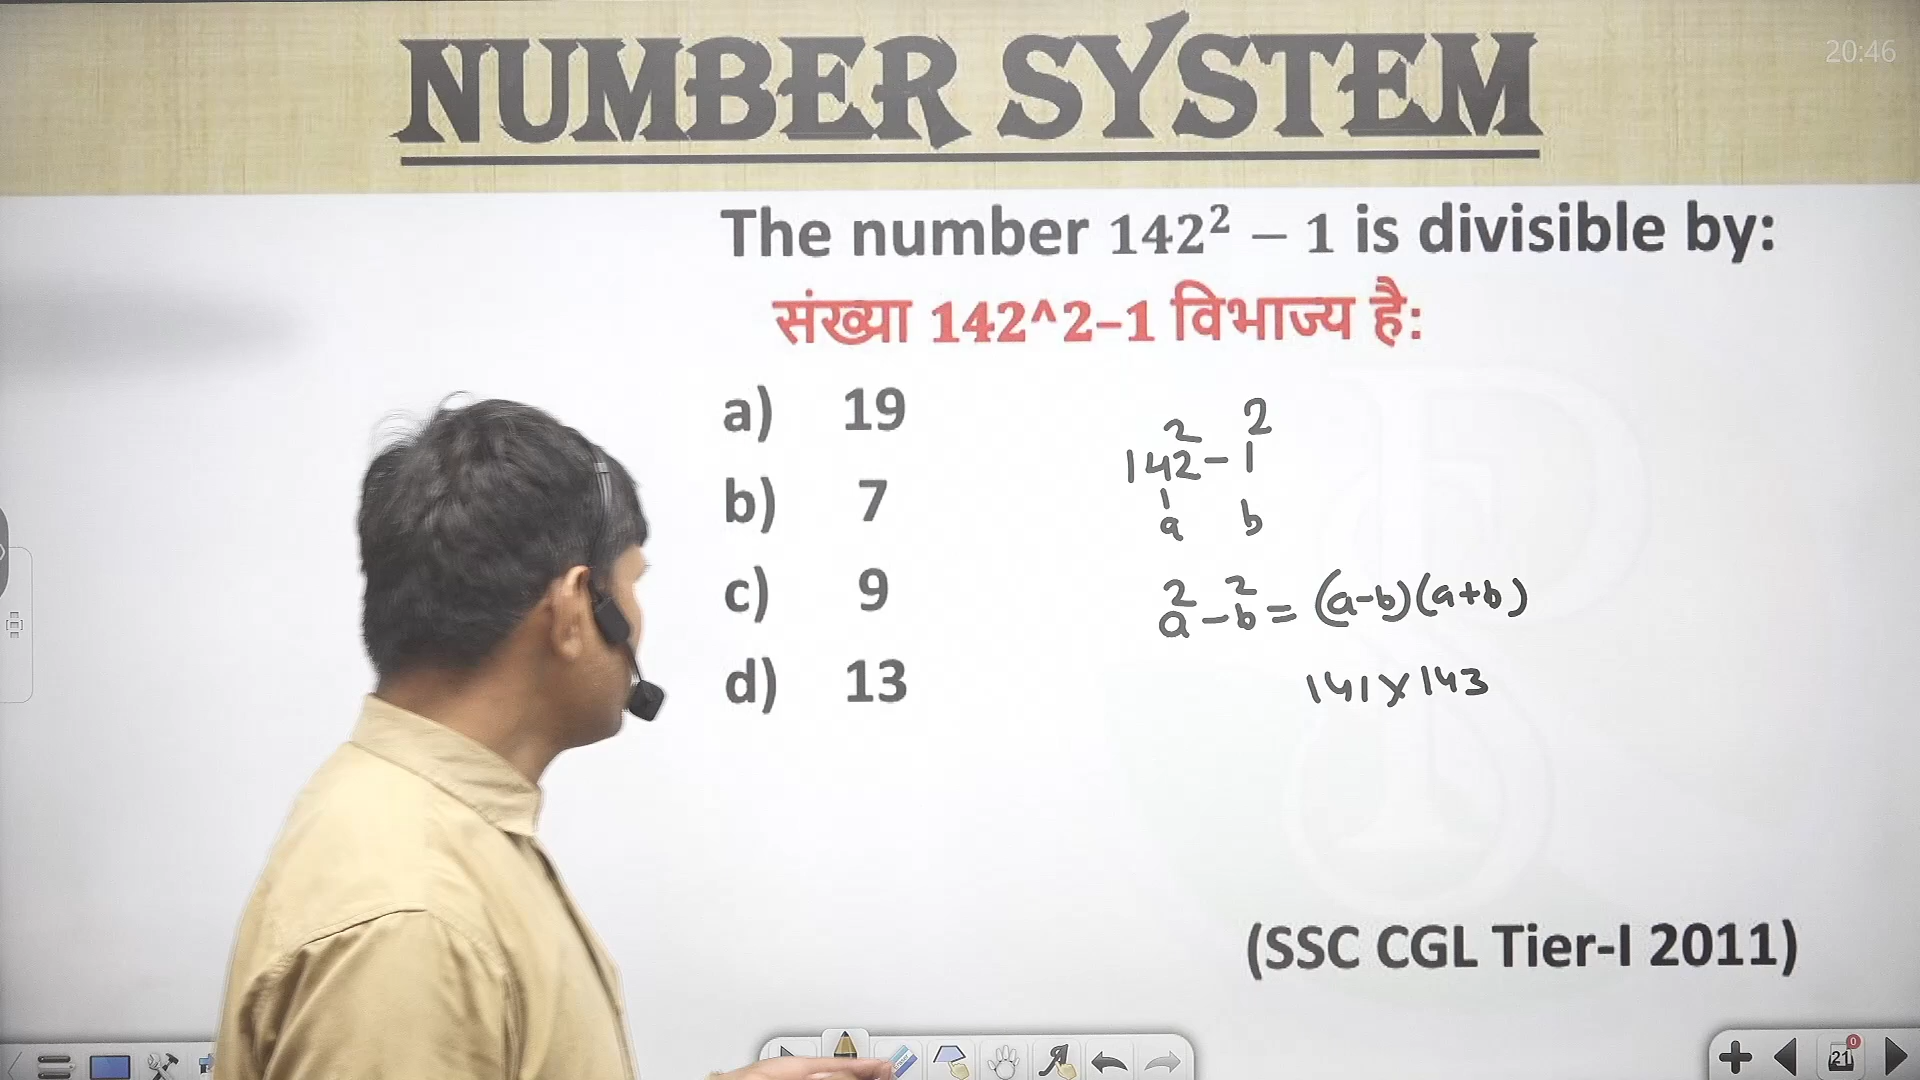 NUMBER SYSTEM
20:46
The number 142² – 1 is divisible by:
संख्या 142^2–1 विभाज्य है:
a) 19
b) 7
c) 9
d) 13
142² – 1²
a b
a² – b² = (a-b)(a+b)
141 x 143
(SSC CGL Tier-I 2011)
21
0